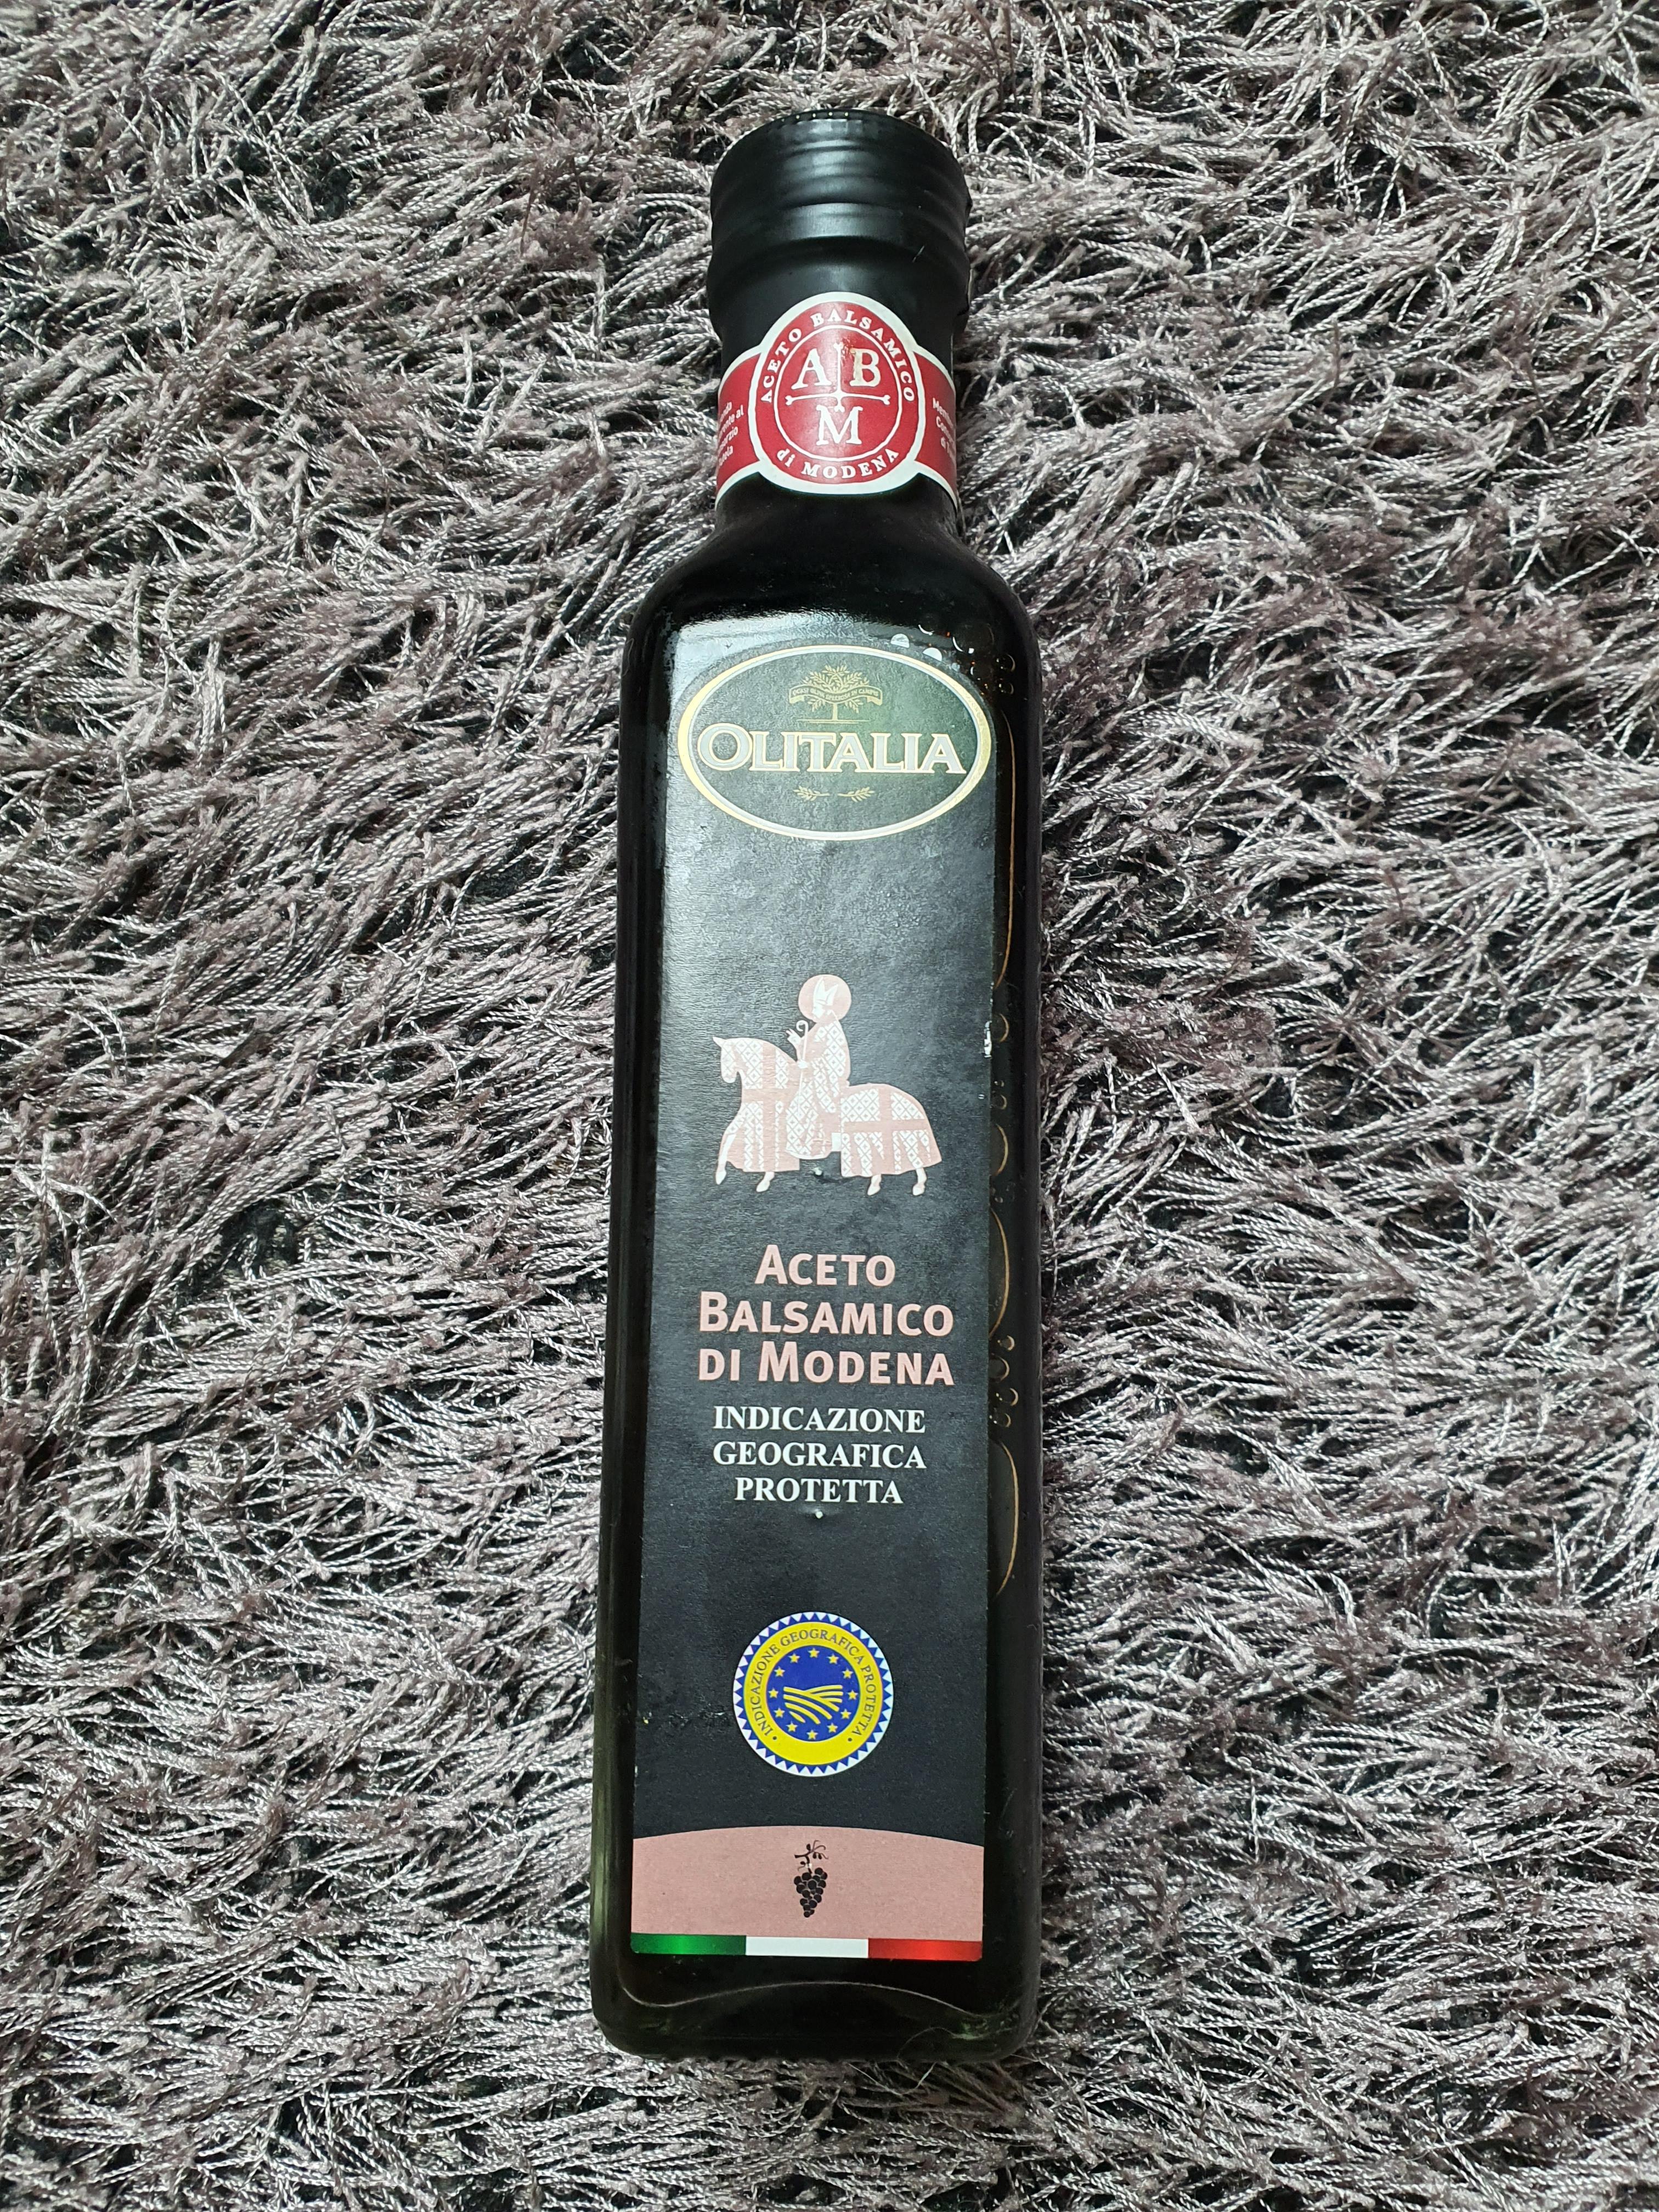 ACETO BALSAMICO
A B
M
di MODENA
OLITALIA
ACETO
BALSAMICO
DI MODENA
INDICAZIONE
GEOGRAFICA
PROTETTA
INDICAZIONE GEOGRAFICA PROTETTA